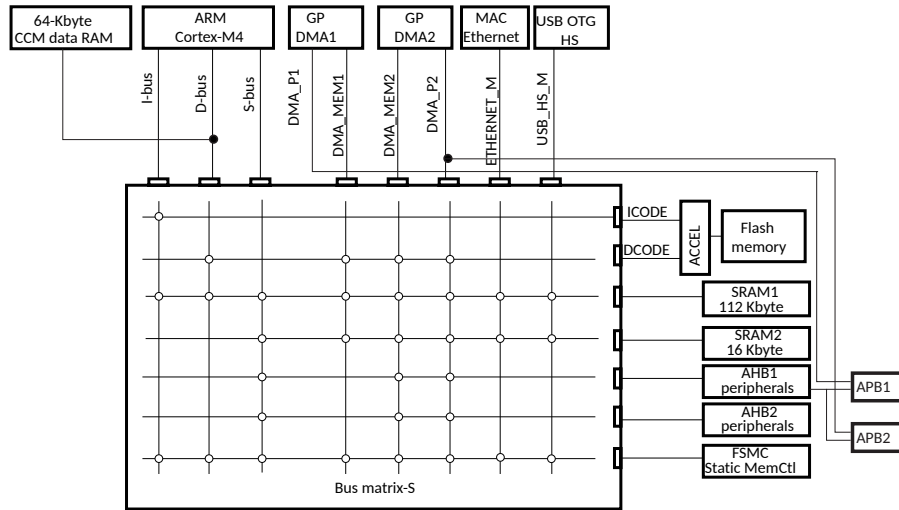 64-Kbyte
CCM data RAM
ARM
Cortex-M4
GP
DMA1
GP
DMA2
MAC
Ethernet
USB OTG
HS
I-bus
D-bus
S-bus
DMA_P1
DMA_MEM1
DMA_MEM2
DMA_P2
ETHERNET_M
USB_HS_M
ICODE
DCODE
ACCEL
Flash
memory
SRAM1
112 Kbyte
SRAM2
16 Kbyte
AHB1
peripherals
APB1
AHB2
peripherals
APB2
FSMC
Static MemCtl
Bus matrix-S